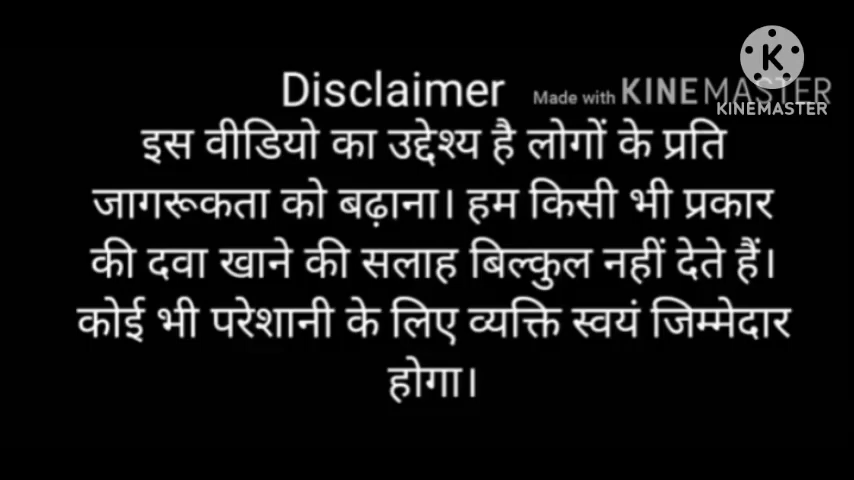 Disclaimer
Made with KINEMASTER
KINEMASTER
इस वीडियो का उद्देश्य है लोगों के प्रति
जागरूकता को बढ़ाना। हम किसी भी प्रकार
की दवा खाने की सलाह बिल्कुल नहीं देते हैं।
कोई भी परेशानी के लिए व्यक्ति स्वयं जिम्मेदार
होगा।